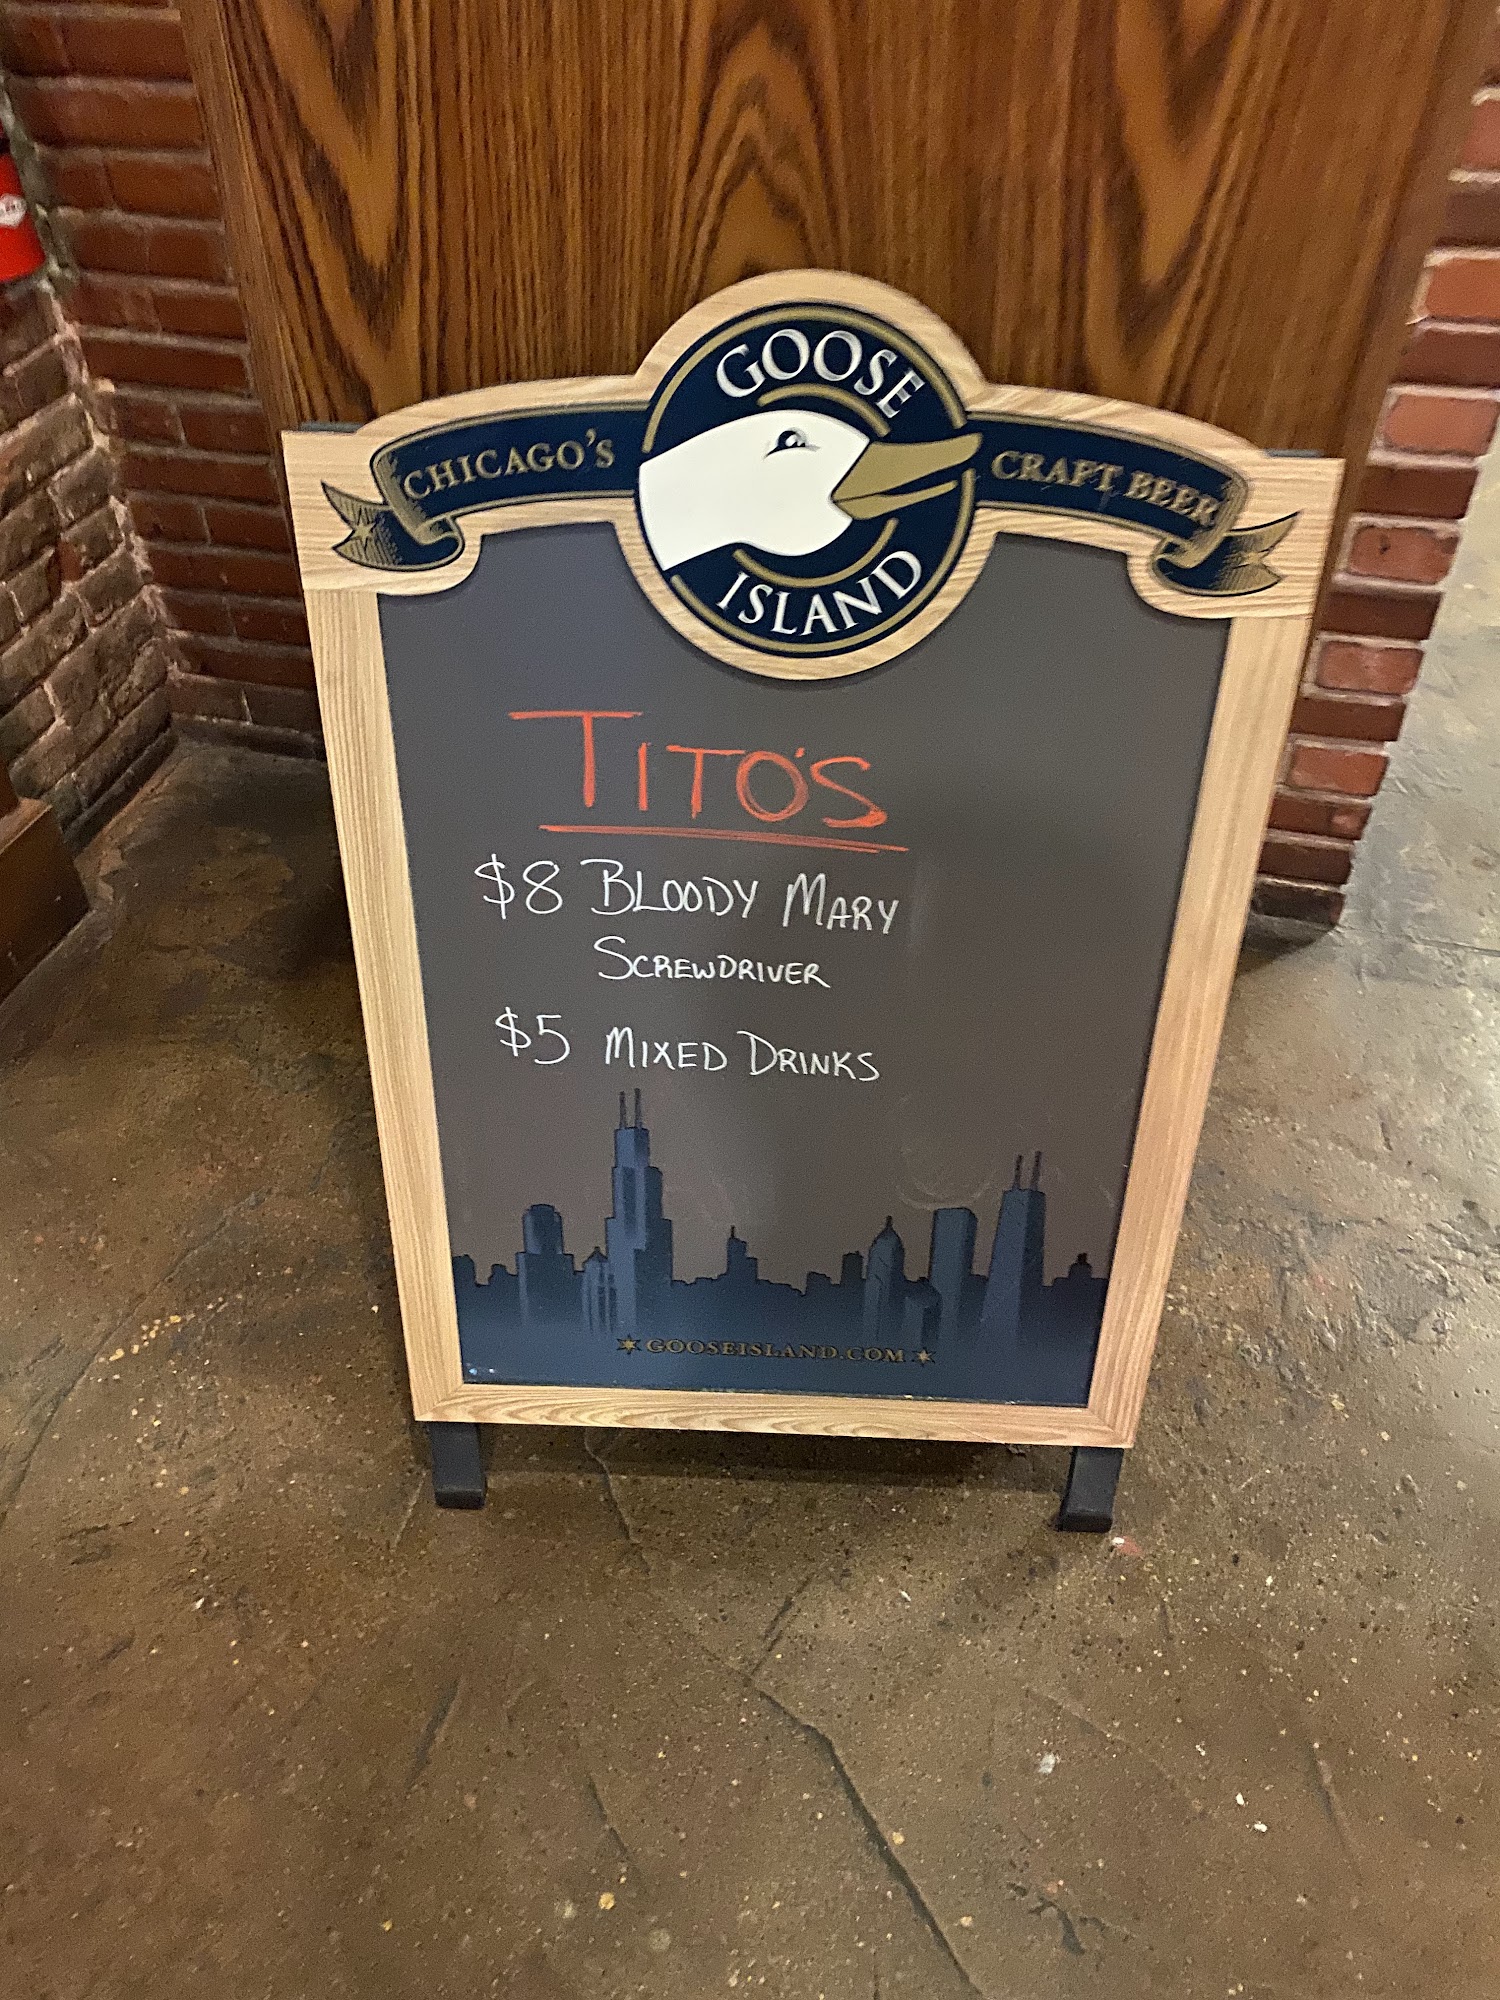 GOOSE
CHICAGO'S
CRAFT BEER
ISLAND
TITO'S
$8 BLOODY MARY
SCREWDRIVER
$5 MIXED DRINKS
GOOSEISLAND.COM